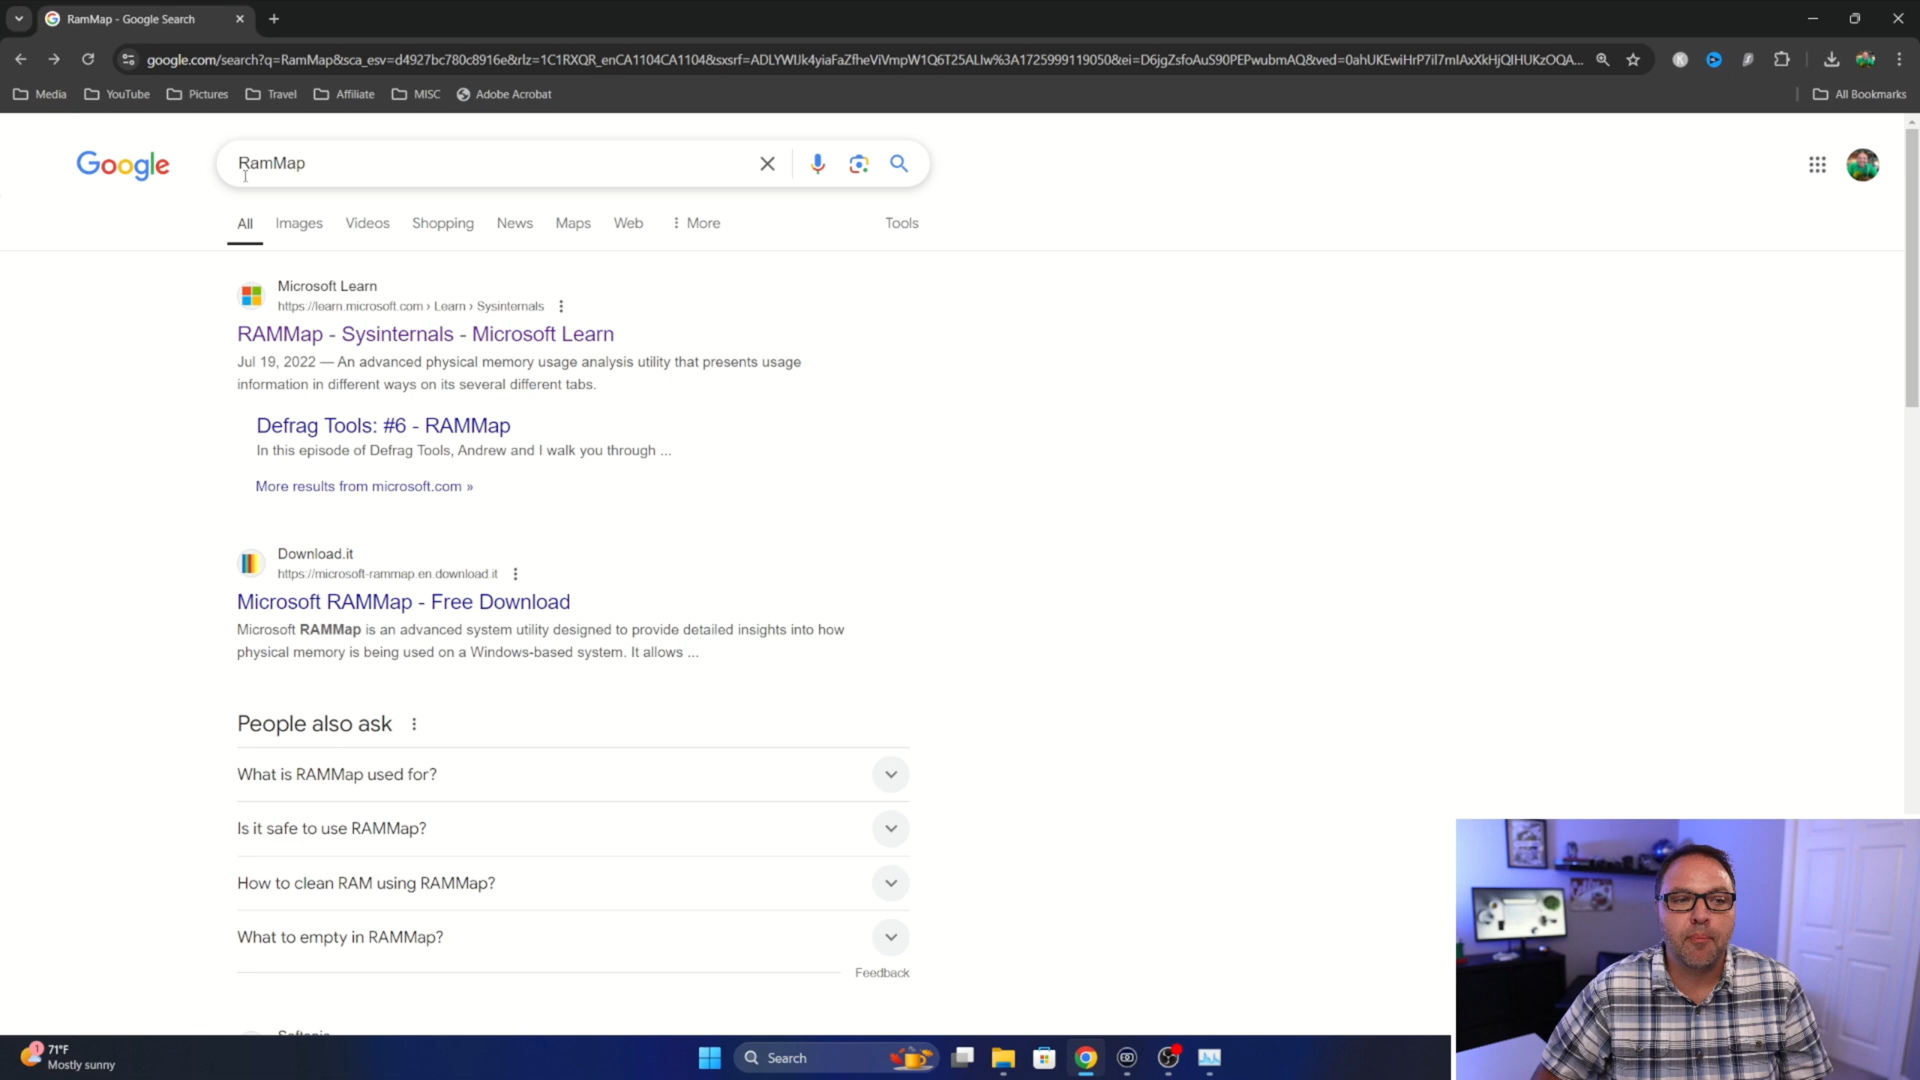 RamMap - Google Search
google.com/search?q=RamMap&sca_esv=d4927bc780c8916e&rlz=1C1RXQR_enCA1104CA1104&sxsrf=ADLYWUk4yiaFaZfheViVmpW1Q6T25ALIw%3A1725999119050&ei=D6jgZsfoAuS90PEPwubmAQ&ved=0ahUKEwiHrP7il7mIAxXkHjQIHUKzOQA...
Media YouTube Pictures Travel Affiliate MISC Adobe Acrobat All Bookmarks
Google
RamMap
All Images Videos Shopping News Maps Web More Tools
Microsoft Learn
https://learn.microsoft.com › Learn › Sysinternals
RAMMap - Sysinternals - Microsoft Learn
Jul 19, 2022 — An advanced physical memory usage analysis utility that presents usage
information in different ways on its several different tabs.
Defrag Tools: #6 - RAMMap
In this episode of Defrag Tools, Andrew and I walk you through ...
More results from microsoft.com »
Download.it
https://microsoft-rammap.en.download.it
Microsoft RAMMap - Free Download
Microsoft RAMMap is an advanced system utility designed to provide detailed insights into how
physical memory is being used on a Windows-based system. It allows ...
People also ask
What is RAMMap used for?
Is it safe to use RAMMap?
How to clean RAM using RAMMap?
What to empty in RAMMap?
Feedback
Softonic
1
71°F
Mostly sunny
Search